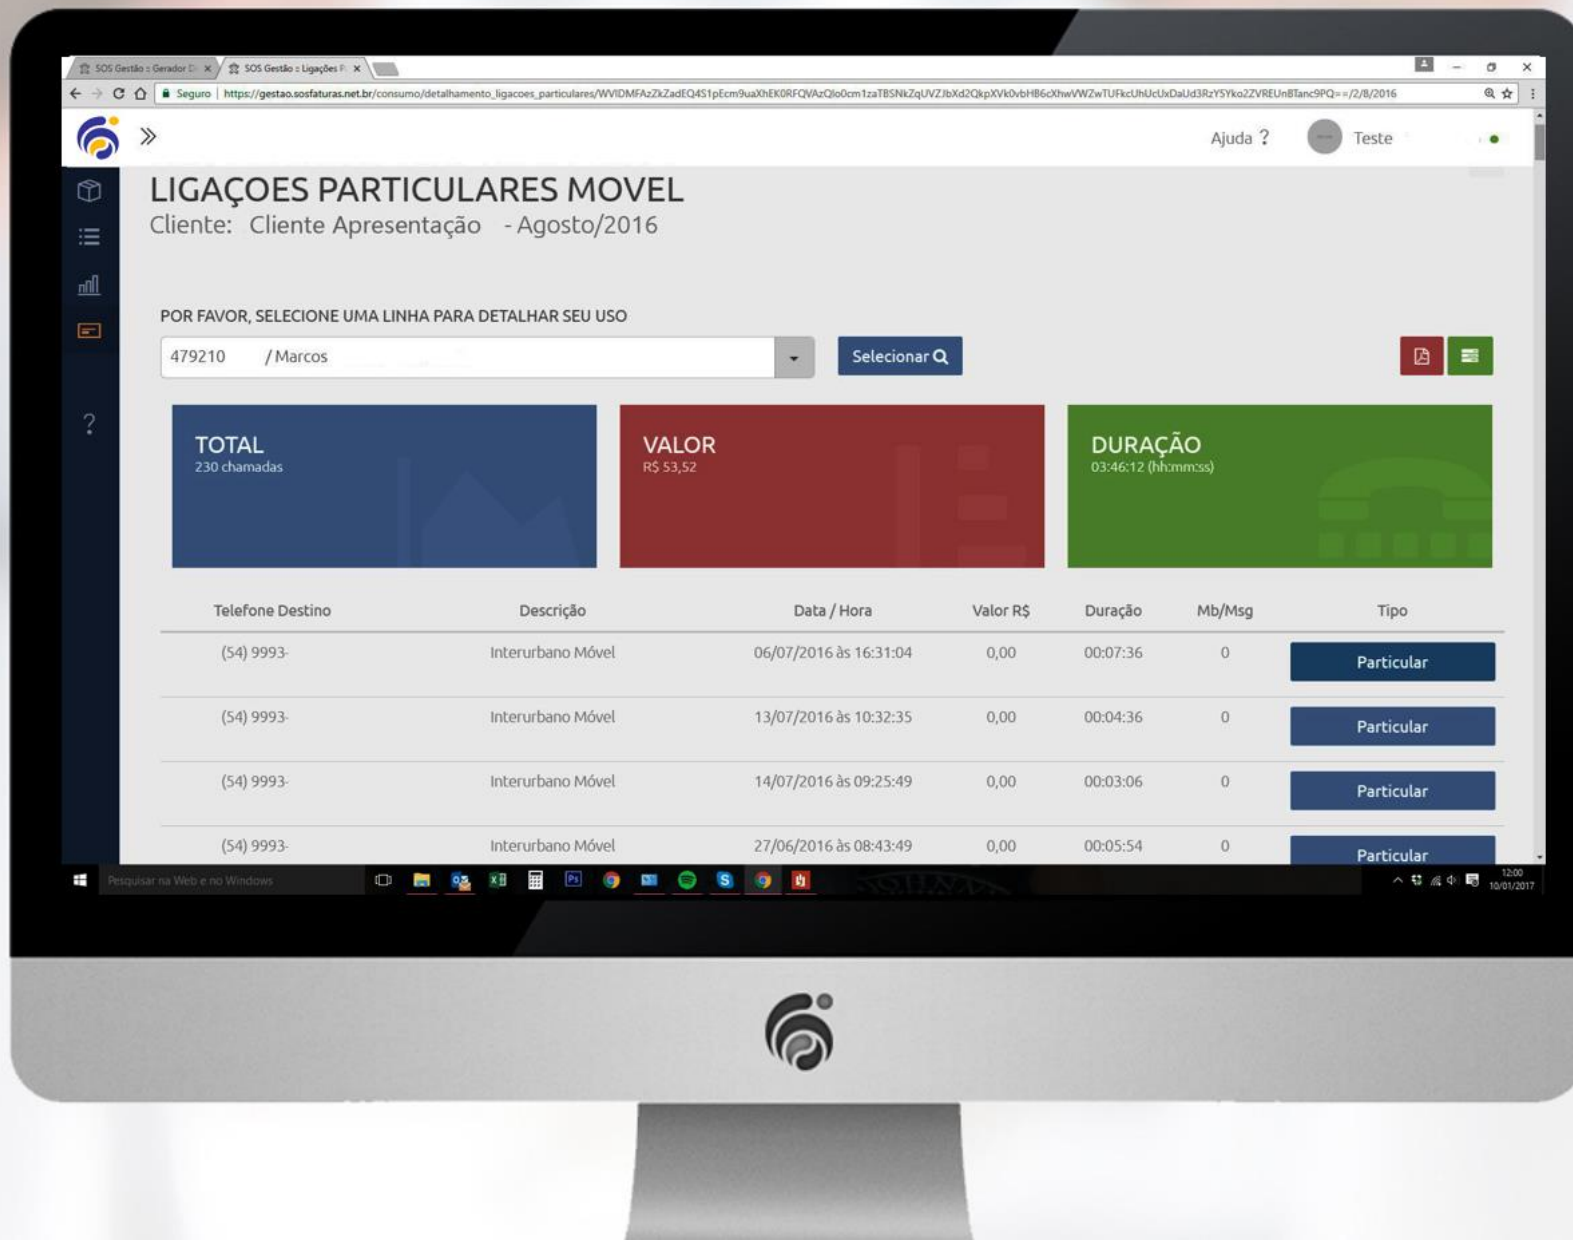 SOS Gestão :: Gerador D
SOS Gestão :: Ligações P
Seguro
Ajuda ?
Teste
LIGAÇOES PARTICULARES MOVEL
Cliente: Cliente Apresentação - Agosto/2016
POR FAVOR, SELECIONE UMA LINHA PARA DETALHAR SEU USO
479210 / Marcos
Selecionar
?
TOTAL
230 chamadas
VALOR
R$ 53,52
DURAÇÃO
03:46:12 (hh:mm:ss)
Telefone Destino Descrição Data / Hora Valor R$ Duração Mb/Msg Tipo
(54) 9993- Interurbano Móvel 06/07/2016 às 16:31:04 0,00 00:07:36 0 Particular
(54) 9993- Interurbano Móvel 13/07/2016 às 10:32:35 0,00 00:04:36 0 Particular
(54) 9993- Interurbano Móvel 14/07/2016 às 09:25:49 0,00 00:03:06 0 Particular
(54) 9993- Interurbano Móvel 27/06/2016 às 08:43:49 0,00 00:05:54 0 Particular
Pesquisar na Web e no Windows
12:00
10/01/2017